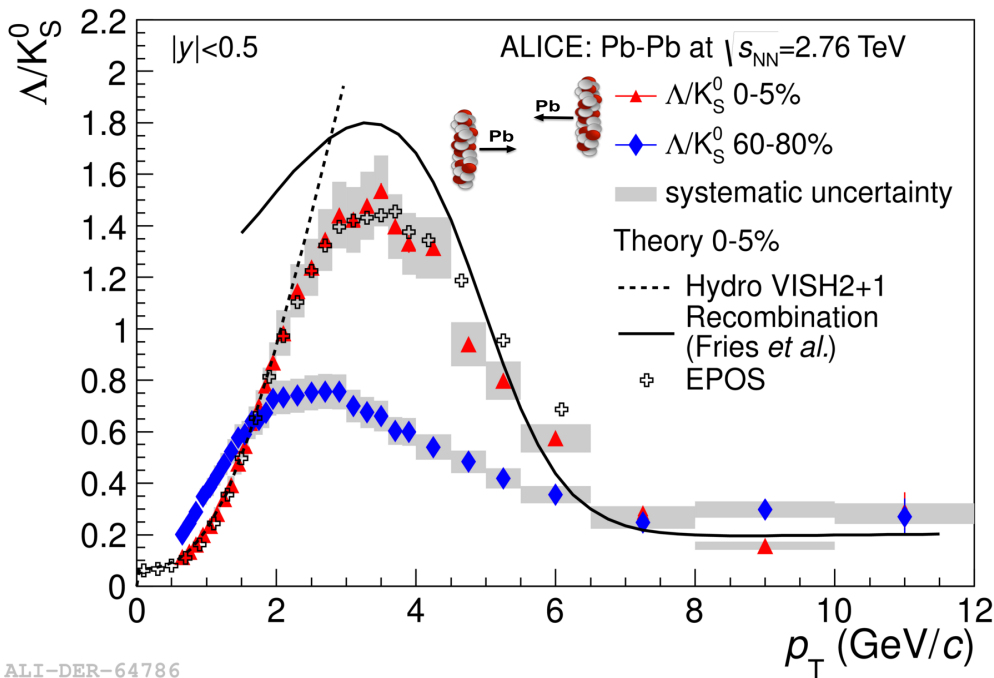 Λ/K⁰_S
2.2
2
1.8
1.6
1.4
1.2
1
0.8
0.6
0.4
0.2
0
|y|<0.5
ALICE: Pb-Pb at √s_NN=2.76 TeV
Pb
Pb
Λ/K⁰_S 0-5%
Λ/K⁰_S 60-80%
systematic uncertainty
Theory 0-5%
Hydro VISH2+1
Recombination
(Fries et al.)
EPOS
0 2 4 6 8 10 12
p_T (GeV/c)
ALI-DER-64786